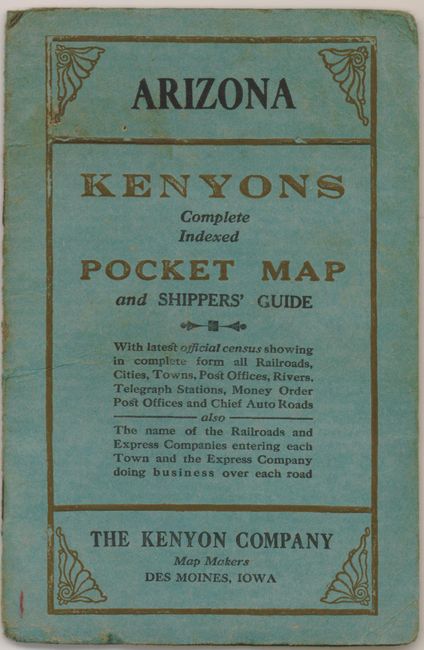 ARIZONA
KENYONS
Complete
Indexed
POCKET MAP
and SHIPPERS' GUIDE
With latest official census showing
in complete form all Railroads,
Cities, Towns, Post Offices, Rivers,
Telegraph Stations, Money Order
Post Offices and Chief Auto Roads
also
The name of the Railroads and
Express Companies entering each
Town and the Express Company
doing business over each road
THE KENYON COMPANY
Map Makers
DES MOINES, IOWA